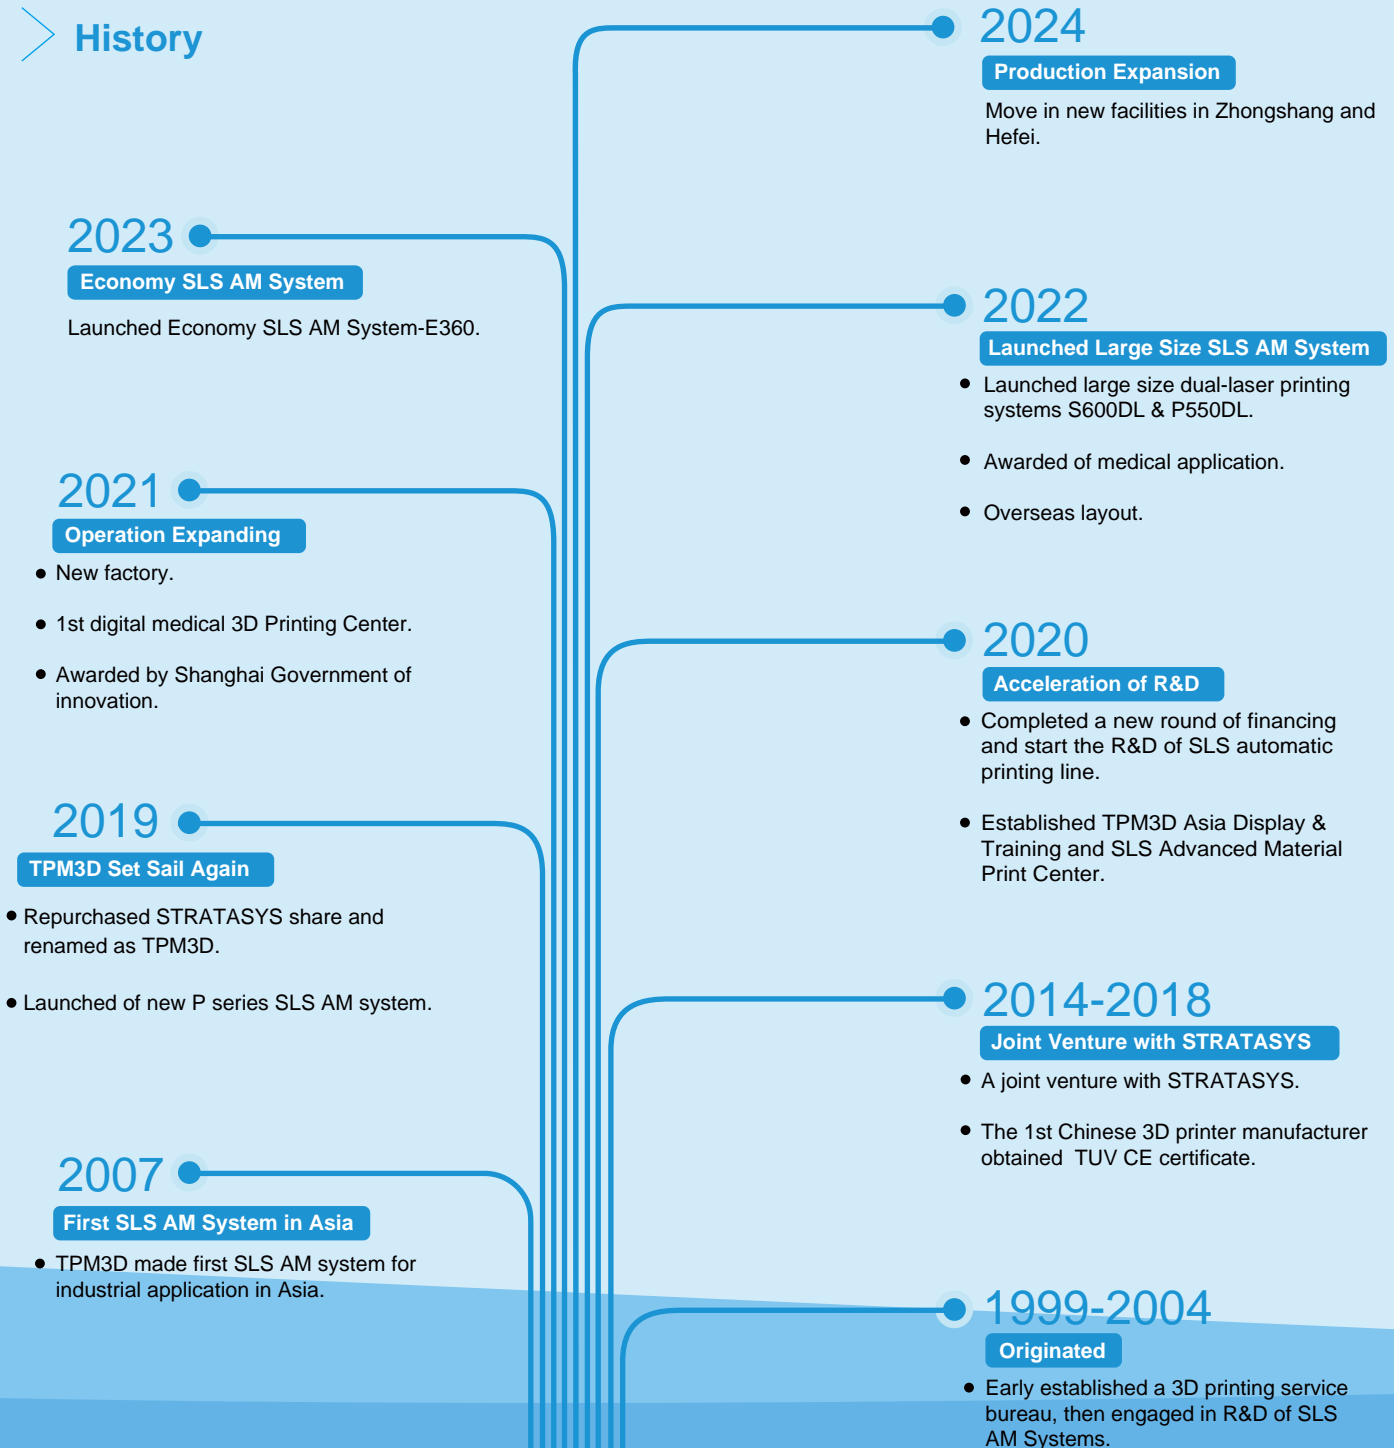 History
2024
Production Expansion
Move in new facilities in Zhongshang and
Hefei.
2023
Economy SLS AM System
Launched Economy SLS AM System-E360.
2022
Launched Large Size SLS AM System
Launched large size dual-laser printing
systems S600DL & P550DL.
Awarded of medical application.
Overseas layout.
2021
Operation Expanding
New factory.
1st digital medical 3D Printing Center.
Awarded by Shanghai Government of
innovation.
2020
Acceleration of R&D
Completed a new round of financing
and start the R&D of SLS automatic
printing line.
Established TPM3D Asia Display &
Training and SLS Advanced Material
Print Center.
2019
TPM3D Set Sail Again
Repurchased STRATASYS share and
renamed as TPM3D.
Launched of new P series SLS AM system.
2014-2018
Joint Venture with STRATASYS
A joint venture with STRATASYS.
The 1st Chinese 3D printer manufacturer
obtained  TUV CE certificate.
2007
First SLS AM System in Asia
TPM3D made first SLS AM system for
industrial application in Asia.
1999-2004
Originated
Early established a 3D printing service
bureau, then engaged in R&D of SLS
AM Systems.